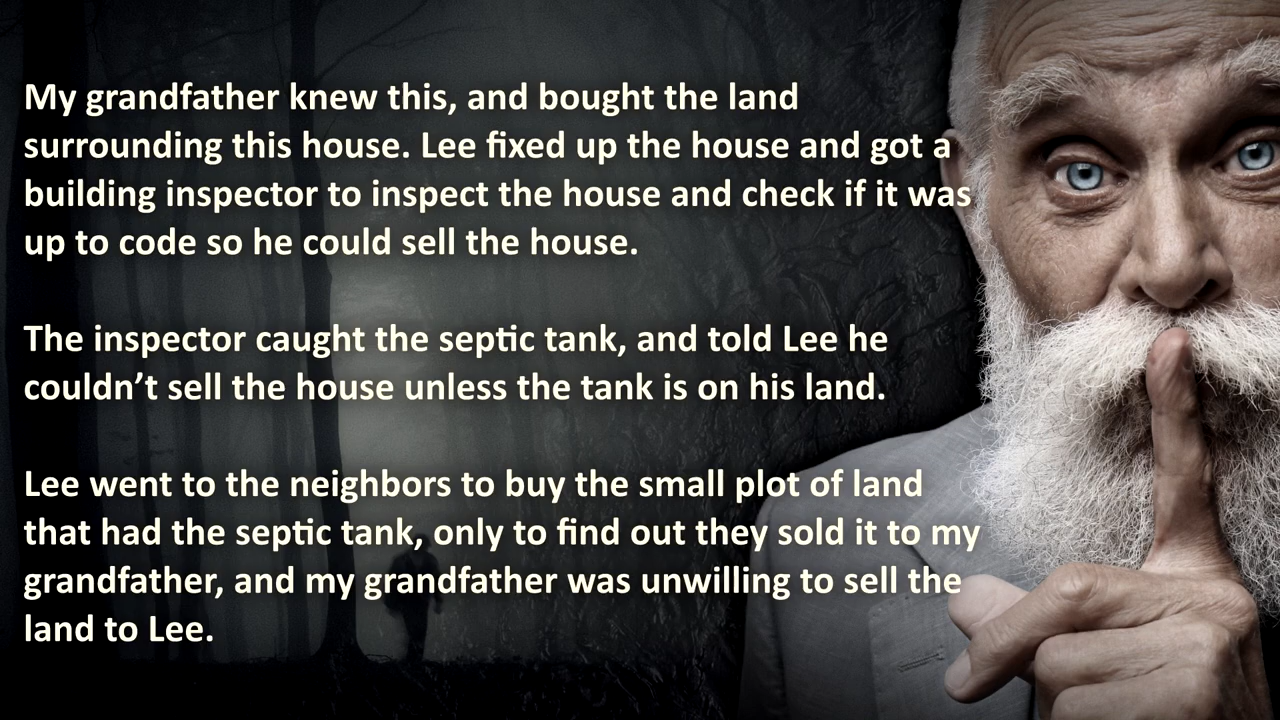 My grandfather knew this, and bought the land
surrounding this house. Lee fixed up the house and got a
building inspector to inspect the house and check if it was
up to code so he could sell the house.
The inspector caught the septic tank, and told Lee he
couldn’t sell the house unless the tank is on his land.
Lee went to the neighbors to buy the small plot of land
that had the septic tank, only to find out they sold it to my
grandfather, and my grandfather was unwilling to sell the
land to Lee.